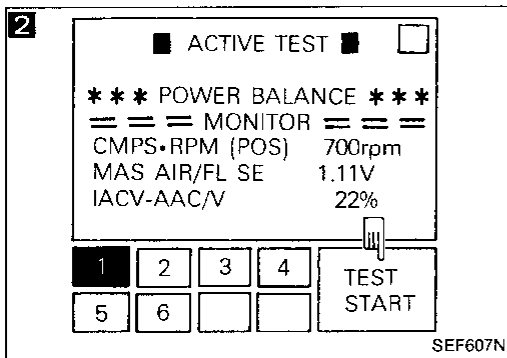 2
■ ACTIVE TEST ■ □
* * * POWER BALANCE * * *
= = = MONITOR = = =
CMPS•RPM (POS) 700rpm
MAS AIR/FL SE 1.11V
IACV-AAC/V 22%
1 2 3 4
5 6
TEST
START
SEF607N